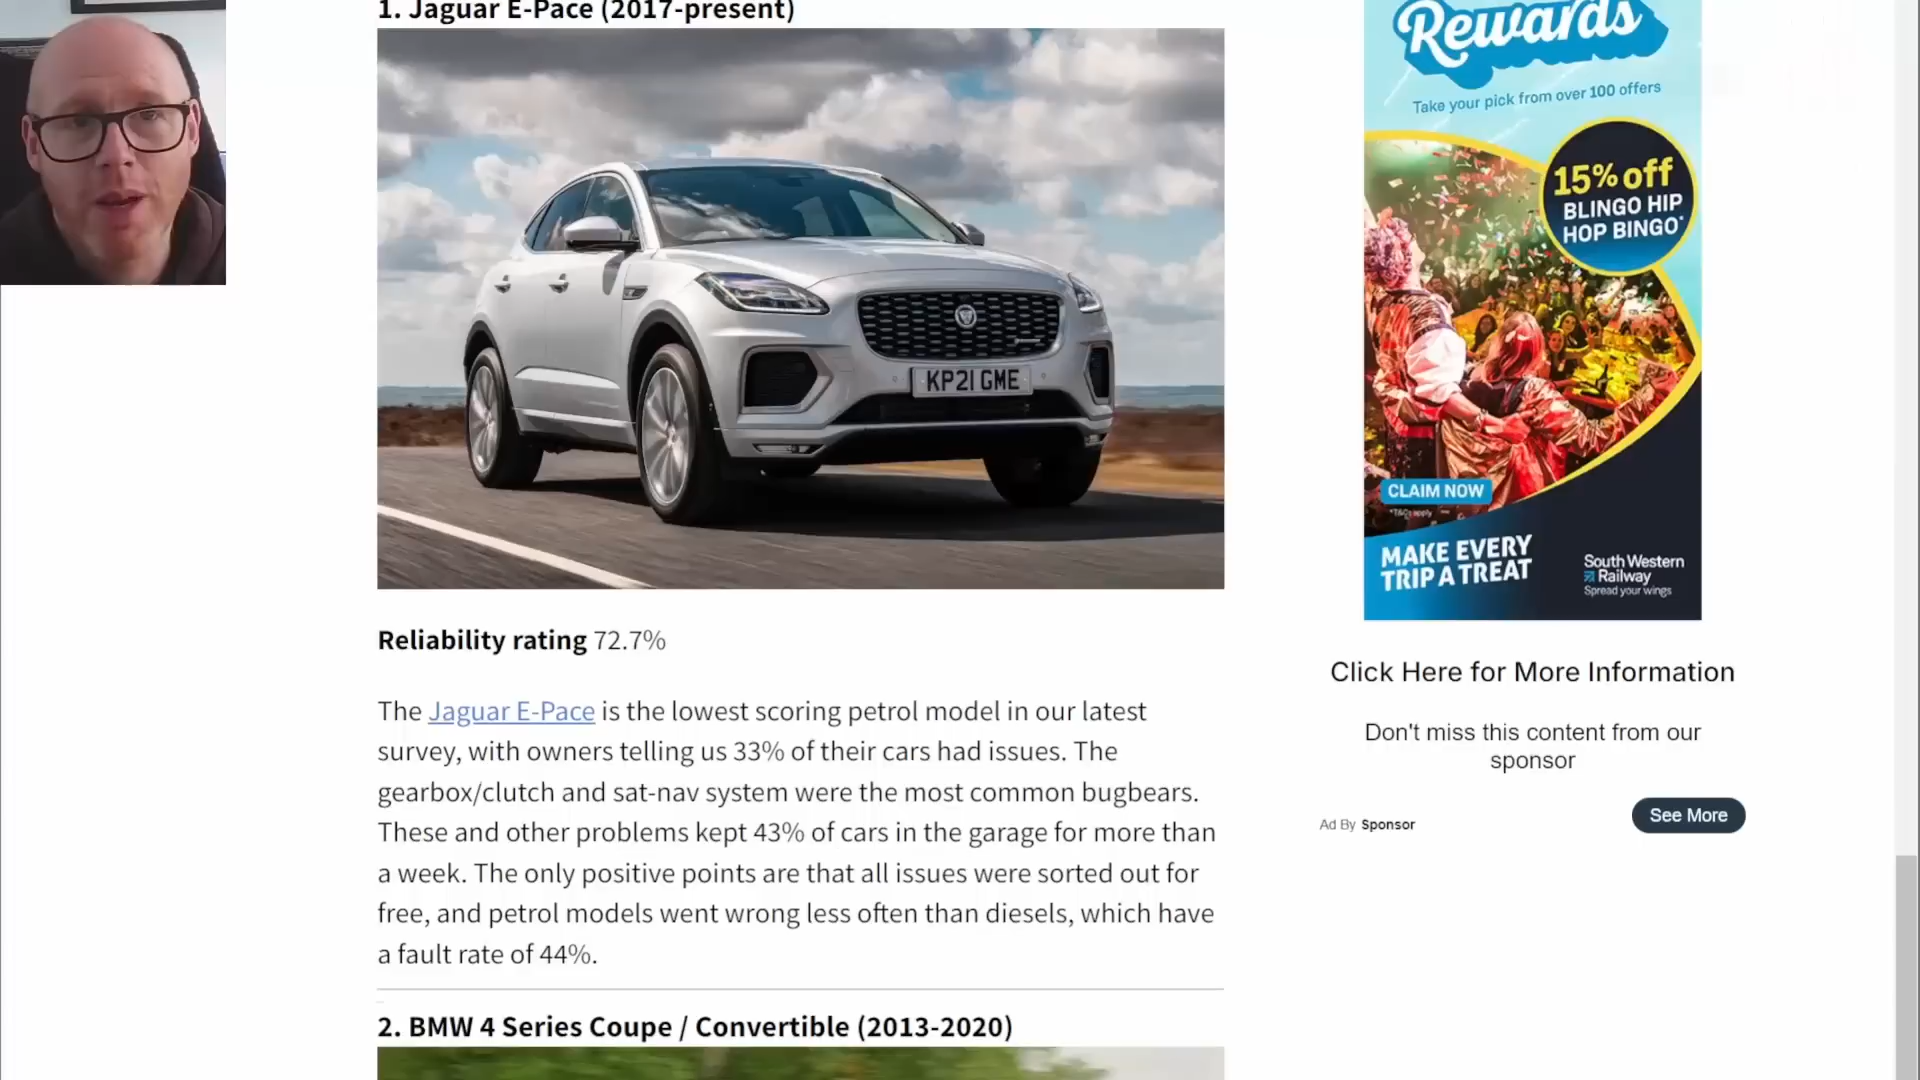 1. Jaguar E-Pace (2017-present)
KP21 GME
Reliability rating 72.7%
The Jaguar E-Pace is the lowest scoring petrol model in our latest
survey, with owners telling us 33% of their cars had issues. The
gearbox/clutch and sat-nav system were the most common bugbears.
These and other problems kept 43% of cars in the garage for more than
a week. The only positive points are that all issues were sorted out for
free, and petrol models went wrong less often than diesels, which have
a fault rate of 44%.
2. BMW 4 Series Coupe / Convertible (2013-2020)
Rewards
Take your pick from over 100 offers
15% off
BLINGO HIP
HOP BINGO*
CLAIM NOW
*T&Cs apply
MAKE EVERY
TRIP A TREAT
South Western
Railway
Spread your wings
Click Here for More Information
Don't miss this content from our
sponsor
Ad By Sponsor
See More